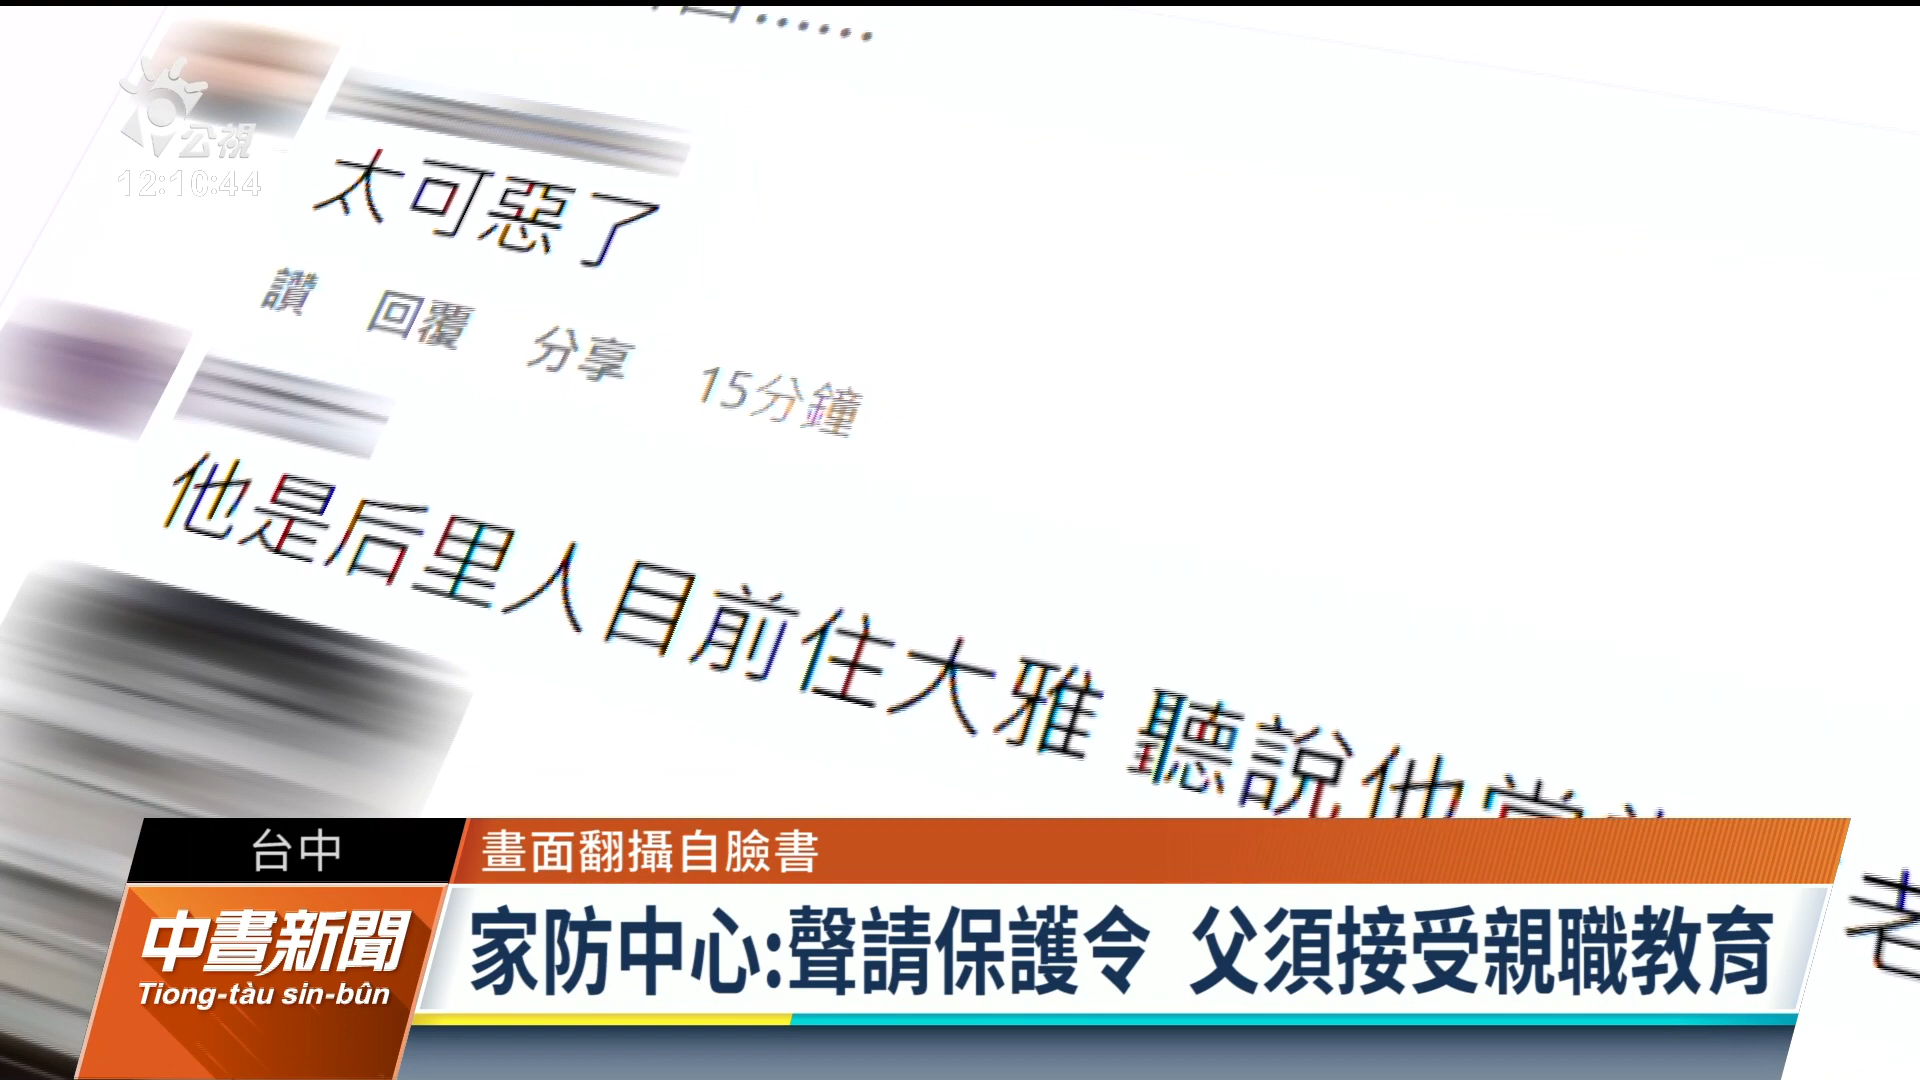 公視
12:10:44
太可惡了
讚 回覆 分享 15分鐘
他是后里人目前住大雅 聽說他當
老
台中
畫面翻攝自臉書
中晝新聞
Tiong-tàu sin-bûn
家防中心:聲請保護令 父須接受親職教育